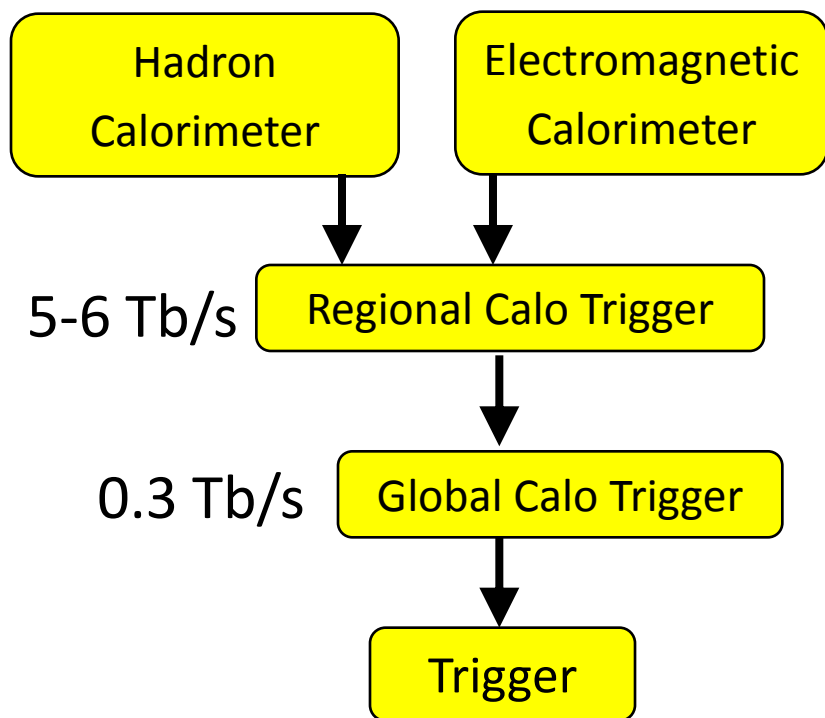 Hadron
Calorimeter
Electromagnetic
Calorimeter
5-6 Tb/s
Regional Calo Trigger
0.3 Tb/s
Global Calo Trigger
Trigger